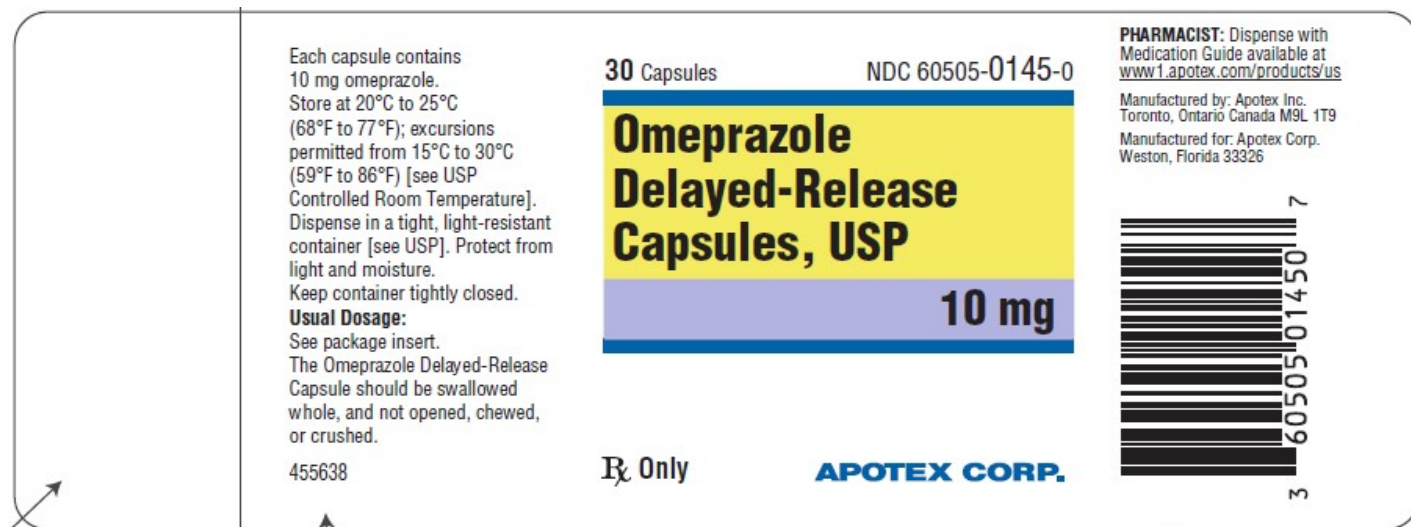 Each capsule contains
10 mg omeprazole.
Store at 20°C to 25°C
(68°F to 77°F); excursions
permitted from 15°C to 30°C
(59°F to 86°F) [see USP
Controlled Room Temperature].
Dispense in a tight, light-resistant
container [see USP]. Protect from
light and moisture.
Keep container tightly closed.
Usual Dosage:
See package insert.
The Omeprazole Delayed-Release
Capsule should be swallowed
whole, and not opened, chewed,
or crushed.
455638
30 Capsules NDC 60505-0145-0
Omeprazole
Delayed-Release
Capsules, USP
10 mg
℞ Only APOTEX CORP.
PHARMACIST: Dispense with
Medication Guide available at
www1.apotex.com/products/us
Manufactured by: Apotex Inc.
Toronto, Ontario Canada M9L 1T9
Manufactured for: Apotex Corp.
Weston, Florida 33326
3 60505 01450 7